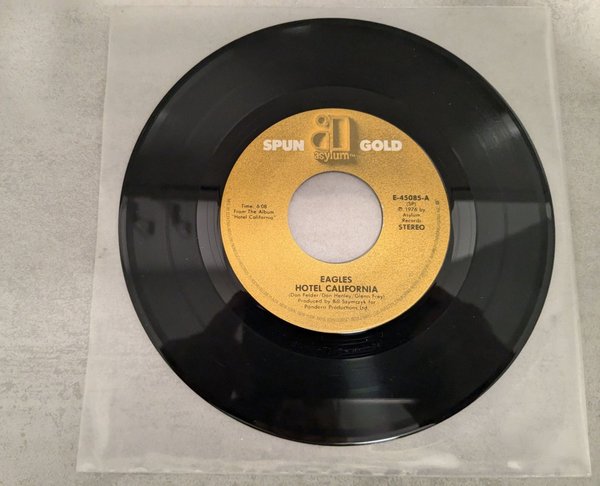 SPUN asylum™ GOLD
Time: 6:08
From The Album
"Hotel California"
E-45085-A
(SP)
℗ 1976 by
Asylum
Records
STEREO
EAGLES
HOTEL CALIFORNIA
(Don Felder, Don Henley, Glenn Frey)
Produced by Bill Szymczyk for
Pandora Productions Ltd.